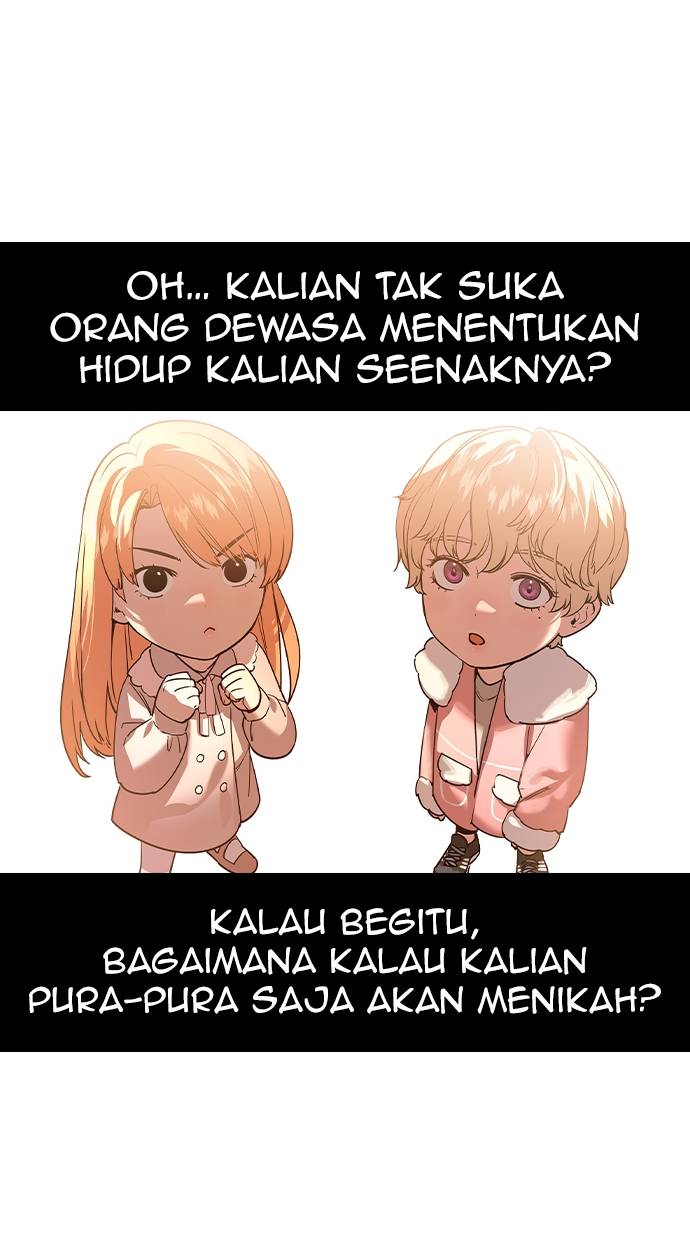 OH... KALIAN TAK SUKA
ORANG DEWASA MENENTUKAN
HIDUP KALIAN SEENAKNYA?
KALAU BEGITU,
BAGAIMANA KALAU KALIAN
PURA-PURA SAJA AKAN MENIKAH?